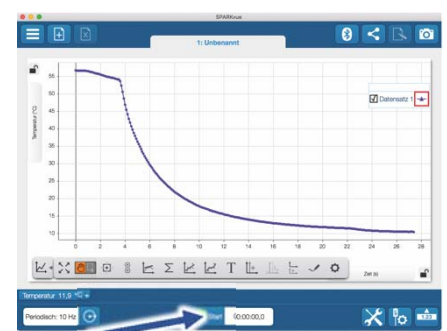 SPARKvue
1: Unbenannt
Temperatur (°C)
55
50
45
40
35
30
25
20
15
10
Datensatz 1
0 2 4 6 8 10 12 14 16 18 20 22 24 26 28
Σ T
Zeit (s)
Temperatur 11,9 °C
Periodisch: 10 Hz Start 00:00:00,0
1.23